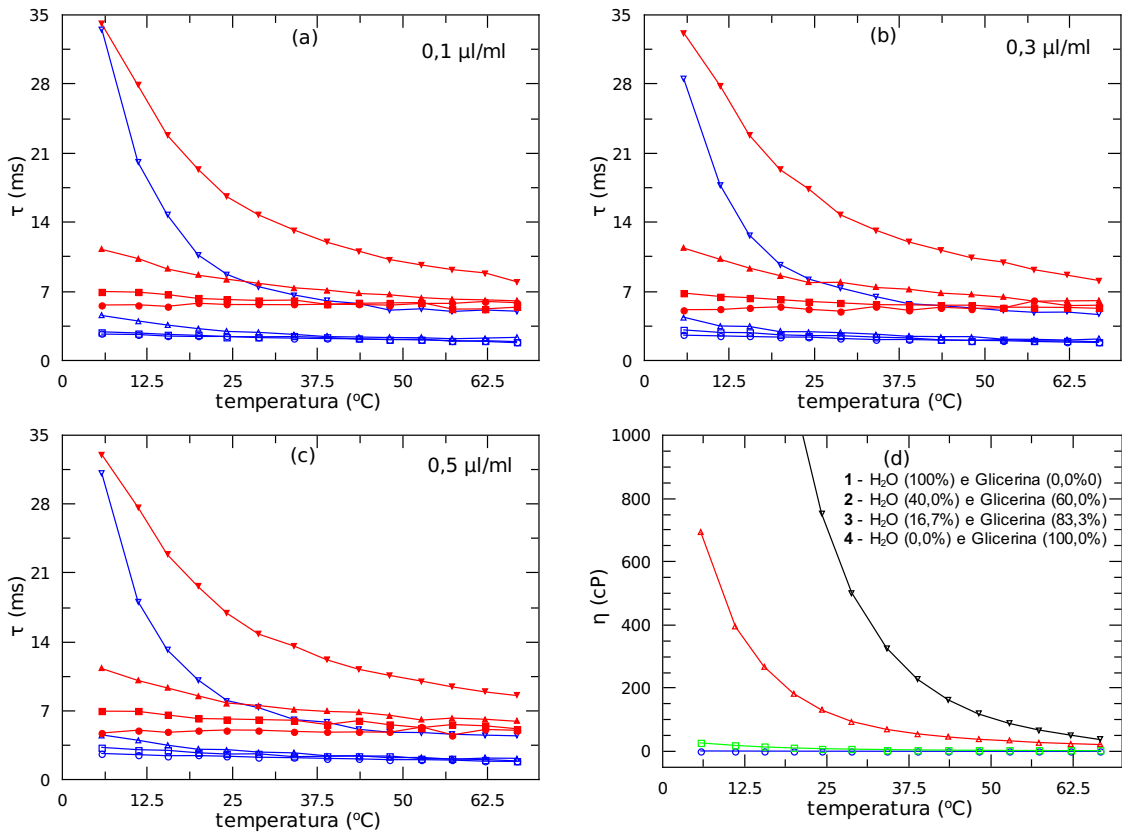 (a)
0,1 µl/ml
35
28
21
14
7
0
τ (ms)
0 12.5 25 37.5 50 62.5
temperatura (ºC)
(b)
0,3 µl/ml
35
28
21
14
7
0
τ (ms)
0 12.5 25 37.5 50 62.5
temperatura (ºC)
(c)
0,5 µl/ml
35
28
21
14
7
0
τ (ms)
0 12.5 25 37.5 50 62.5
temperatura (ºC)
(d)
1 - H₂O (100%) e Glicerina (0,0%0)
2 - H₂O (40,0%) e Glicerina (60,0%)
3 - H₂O (16,7%) e Glicerina (83,3%)
4 - H₂O (0,0%) e Glicerina (100,0%)
1000
800
600
400
200
0
η (cP)
0 12.5 25 37.5 50 62.5
temperatura (ºC)